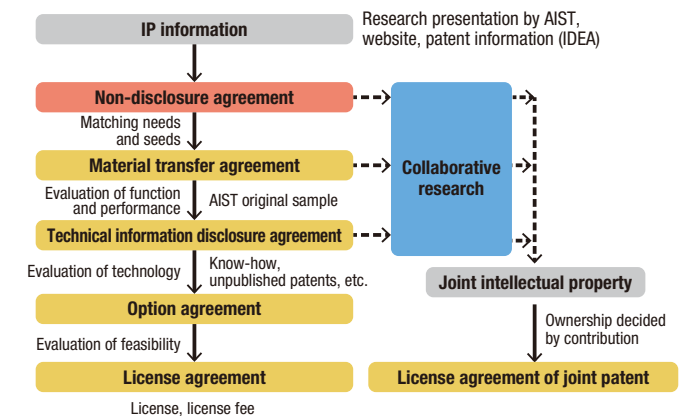 IP information
Research presentation by AIST,
website, patent information (IDEA)
Non-disclosure agreement
Matching needs
and seeds
Material transfer agreement
Collaborative
research
Evaluation of function
and performance
AIST original sample
Technical information disclosure agreement
Evaluation of technology
Know-how,
unpublished patents, etc.
Joint intellectual property
Option agreement
Ownership decided
by contribution
Evaluation of feasibility
License agreement
License agreement of joint patent
License, license fee